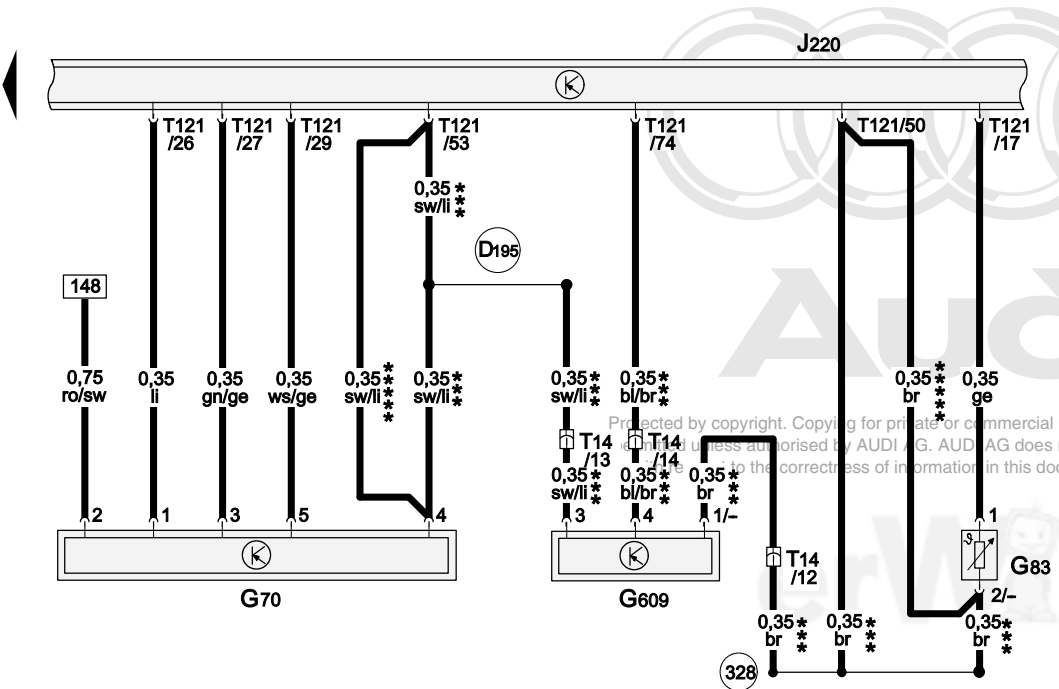 J220
T121
/26
T121
/27
T121
/29
T121
/53
T121
/74
T121/50
T121
/17
0,35
sw/li
***
D195
148
0,75
ro/sw
0,35
li
0,35
gn/ge
0,35
ws/ge
0,35
sw/li
****
0,35
sw/li
***
0,35
sw/li
***
0,35
bl/br
***
0,35
br
****
0,35
ge
Audi
Protected by copyright. Copying for private or commercial
unless authorised by AUDI AG. AUDI AG does
to the correctness of information in this doc
T14
/13
T14
/14
0,35
sw/li
***
0,35
bl/br
***
0,35
br
***
2
1
3
5
4
3
4
1/–
1
G70
G609
T14
/12
G83
2/–
0,35
br
***
0,35
br
***
0,35
br
***
328